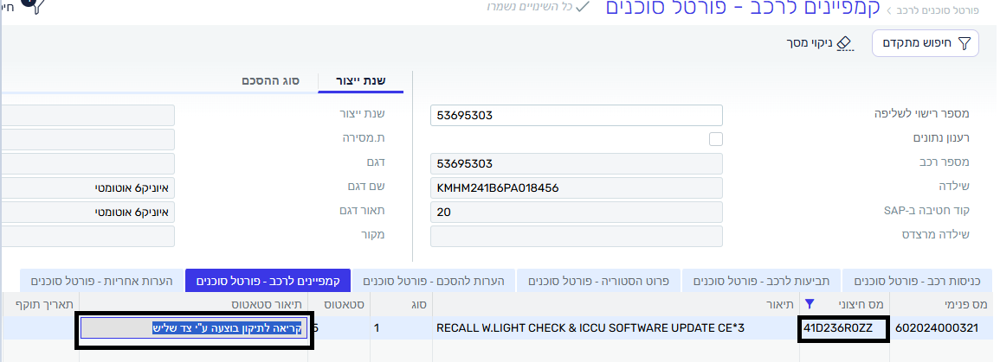 פורטל סוכנים לרכב > קמפיינים לרכב - פורטל סוכנים
כל השינויים נשמרו
חיפוש מתקדם
ניקוי מסך
שנת ייצור
סוג ההסכם
מספר רישוי לשליפה 53695303
רענון נתונים
מספר רכב 53695303
שילדה KMHM241B6PA018456
קוד חטיבה ב-SAP 20
שילדה מרצדס
שנת ייצור
ת.מסירה
דגם
שם דגם איוניק6 אוטומטי
תאור דגם איוניק6 אוטומטי
מקור
כניסות רכב - פורטל סוכנים
תביעות לרכב - פורטל סוכנים
פרוט הסטוריה - פורטל סוכנים
הערות להסכם - פורטל סוכנים
קמפיינים לרכב - פורטל סוכנים
הערות אחריות - פורטל סוכנים
מס פנימי מס חיצוני תיאור סוג סטאטוס תיאור סטאטוס תאריך תוקף
602024000321 41D236R0ZZ RECALL W.LIGHT CHECK & ICCU SOFTWARE UPDATE CE*3 1 קריאה לתיקון בוצעה ע"י צד שליש